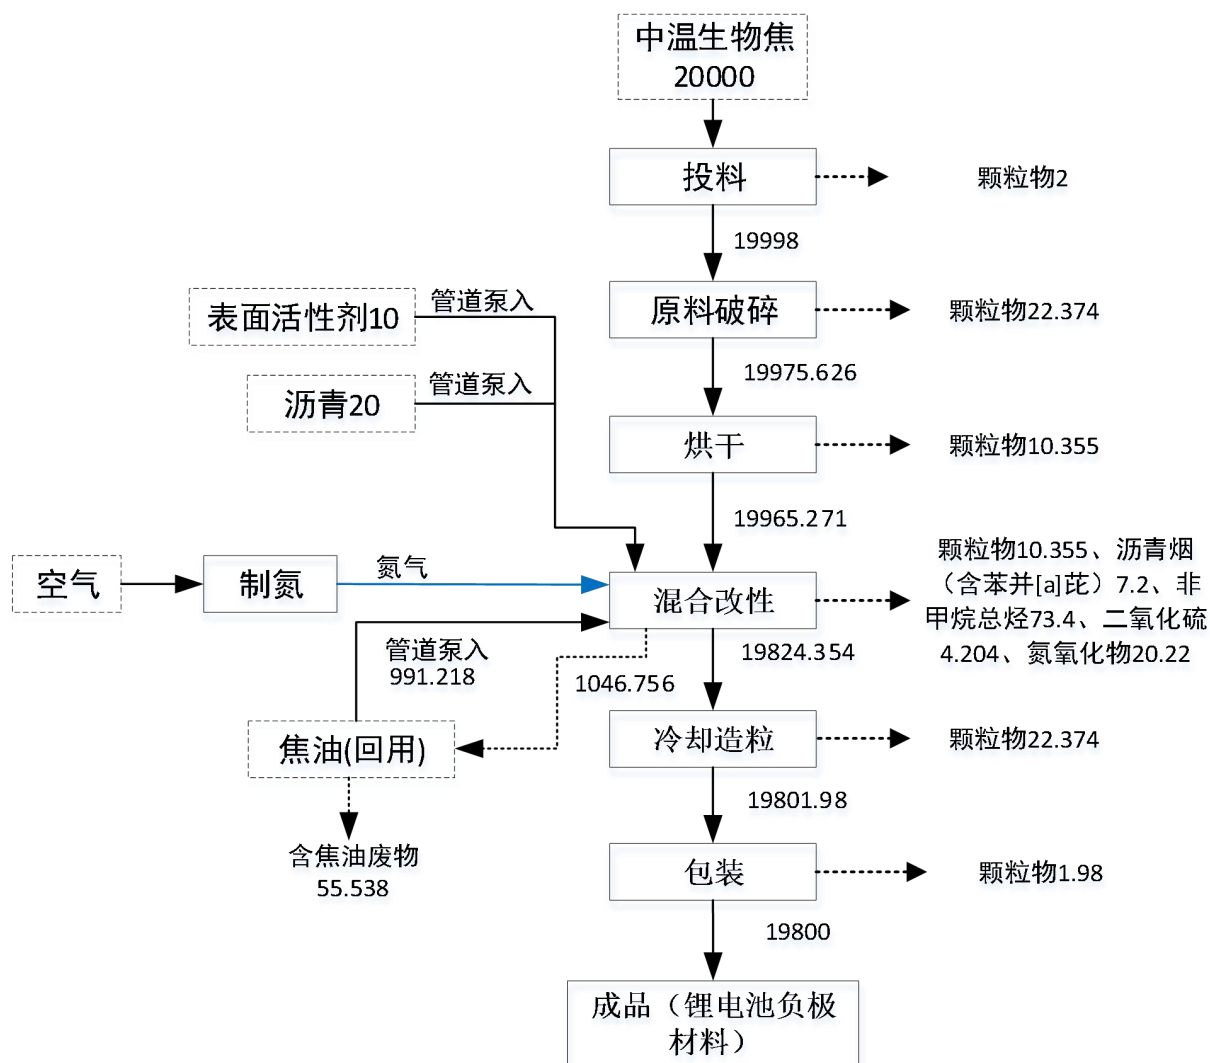 中温生物焦
20000
投料
颗粒物2
19998
管道泵入
表面活性剂10
原料破碎
颗粒物22.374
19975.626
管道泵入
沥青20
烘干
颗粒物10.355
19965.271
空气
制氮
氮气
混合改性
颗粒物10.355、沥青烟
（含苯并[a]芘）7.2、非
甲烷总烃73.4、二氧化硫
4.204、氮氧化物20.22
管道泵入
991.218
1046.756
19824.354
焦油(回用)
冷却造粒
颗粒物22.374
19801.98
含焦油废物
55.538
包装
颗粒物1.98
19800
成品（锂电池负极
材料）